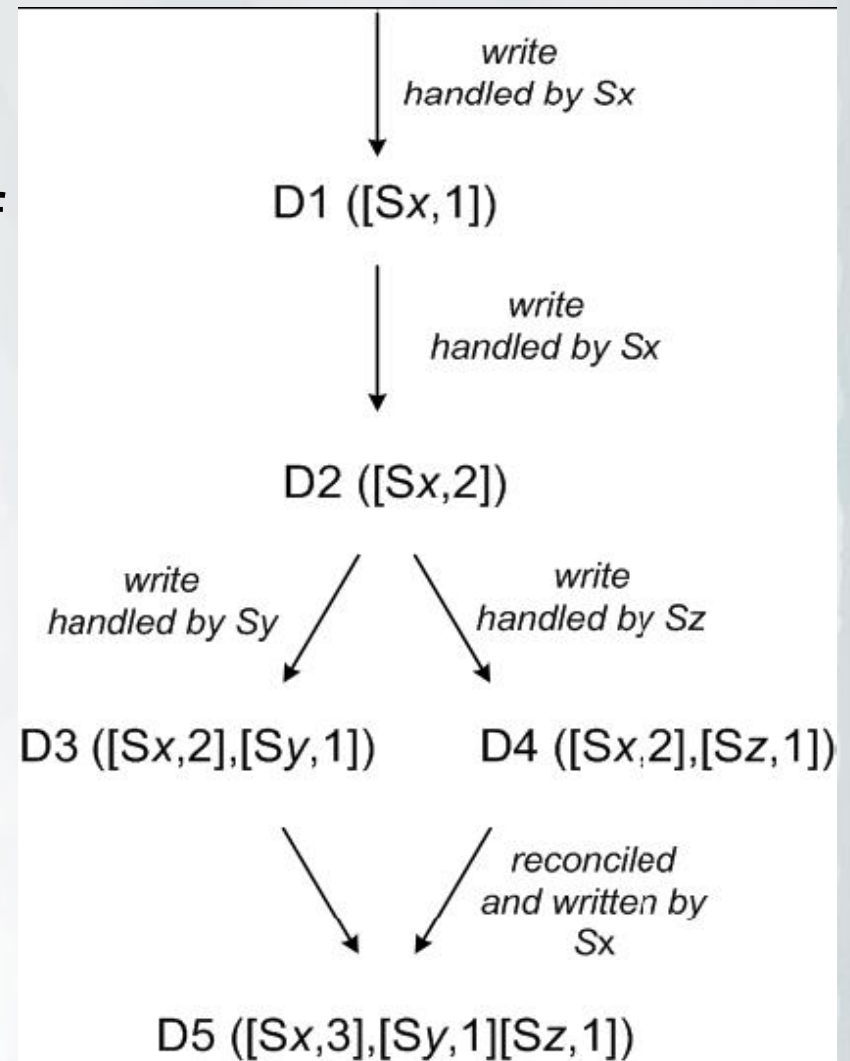 write
handled by Sx
f
D1 ([Sx,1])
write
handled by Sx
D2 ([Sx,2])
write
handled by Sy
write
handled by Sz
D3 ([Sx,2],[Sy,1])
D4 ([Sx,2],[Sz,1])
reconciled
and written by
Sx
D5 ([Sx,3],[Sy,1][Sz,1])